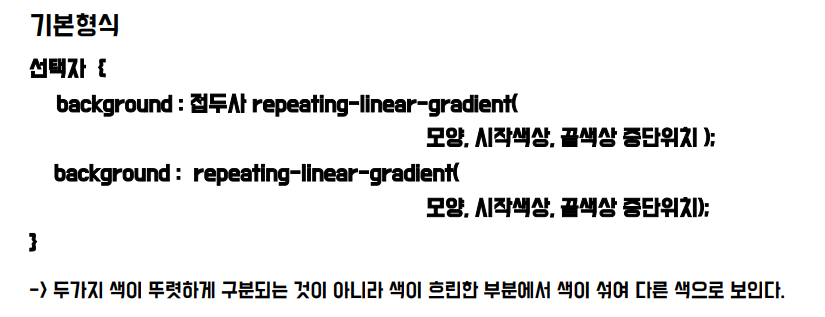 기본형식
선택자 {
background : 접두사 repeating-linear-gradient(
모양, 시작색상, 끝색상 중단위치 );
background : repeating-linear-gradient(
모양, 시작색상, 끝색상 중단위치);
}
-> 두가지 색이 뚜렷하게 구분되는 것이 아니라 색이 흐린한 부분에서 색이 섞여 다른 색으로 보인다.